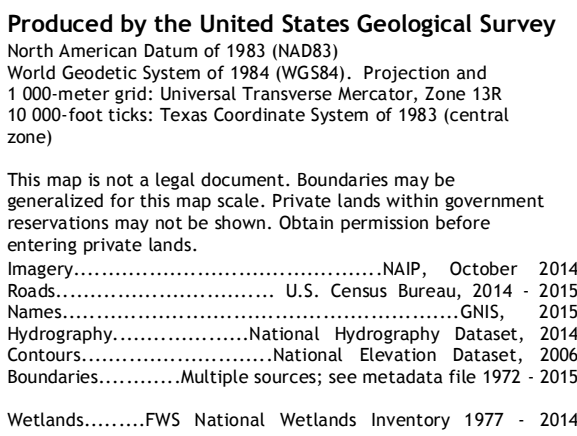 Produced by the United States Geological Survey
North American Datum of 1983 (NAD83)
World Geodetic System of 1984 (WGS84).  Projection and
1 000-meter grid: Universal Transverse Mercator, Zone 13R
10 000-foot ticks: Texas Coordinate System of 1983 (central
zone)
This map is not a legal document. Boundaries may be
generalized for this map scale. Private lands within government
reservations may not be shown. Obtain permission before
entering private lands.
Imagery..........................................NAIP, October 2014
Roads.............................. U.S. Census Bureau, 2014 - 2015
Names..................................................GNIS, 2015
Hydrography.....................National Hydrography Dataset, 2014
Contours..........................National Elevation Dataset, 2006
Boundaries............Multiple sources; see metadata file 1972 - 2015
Wetlands.........FWS National Wetlands Inventory 1977 - 2014